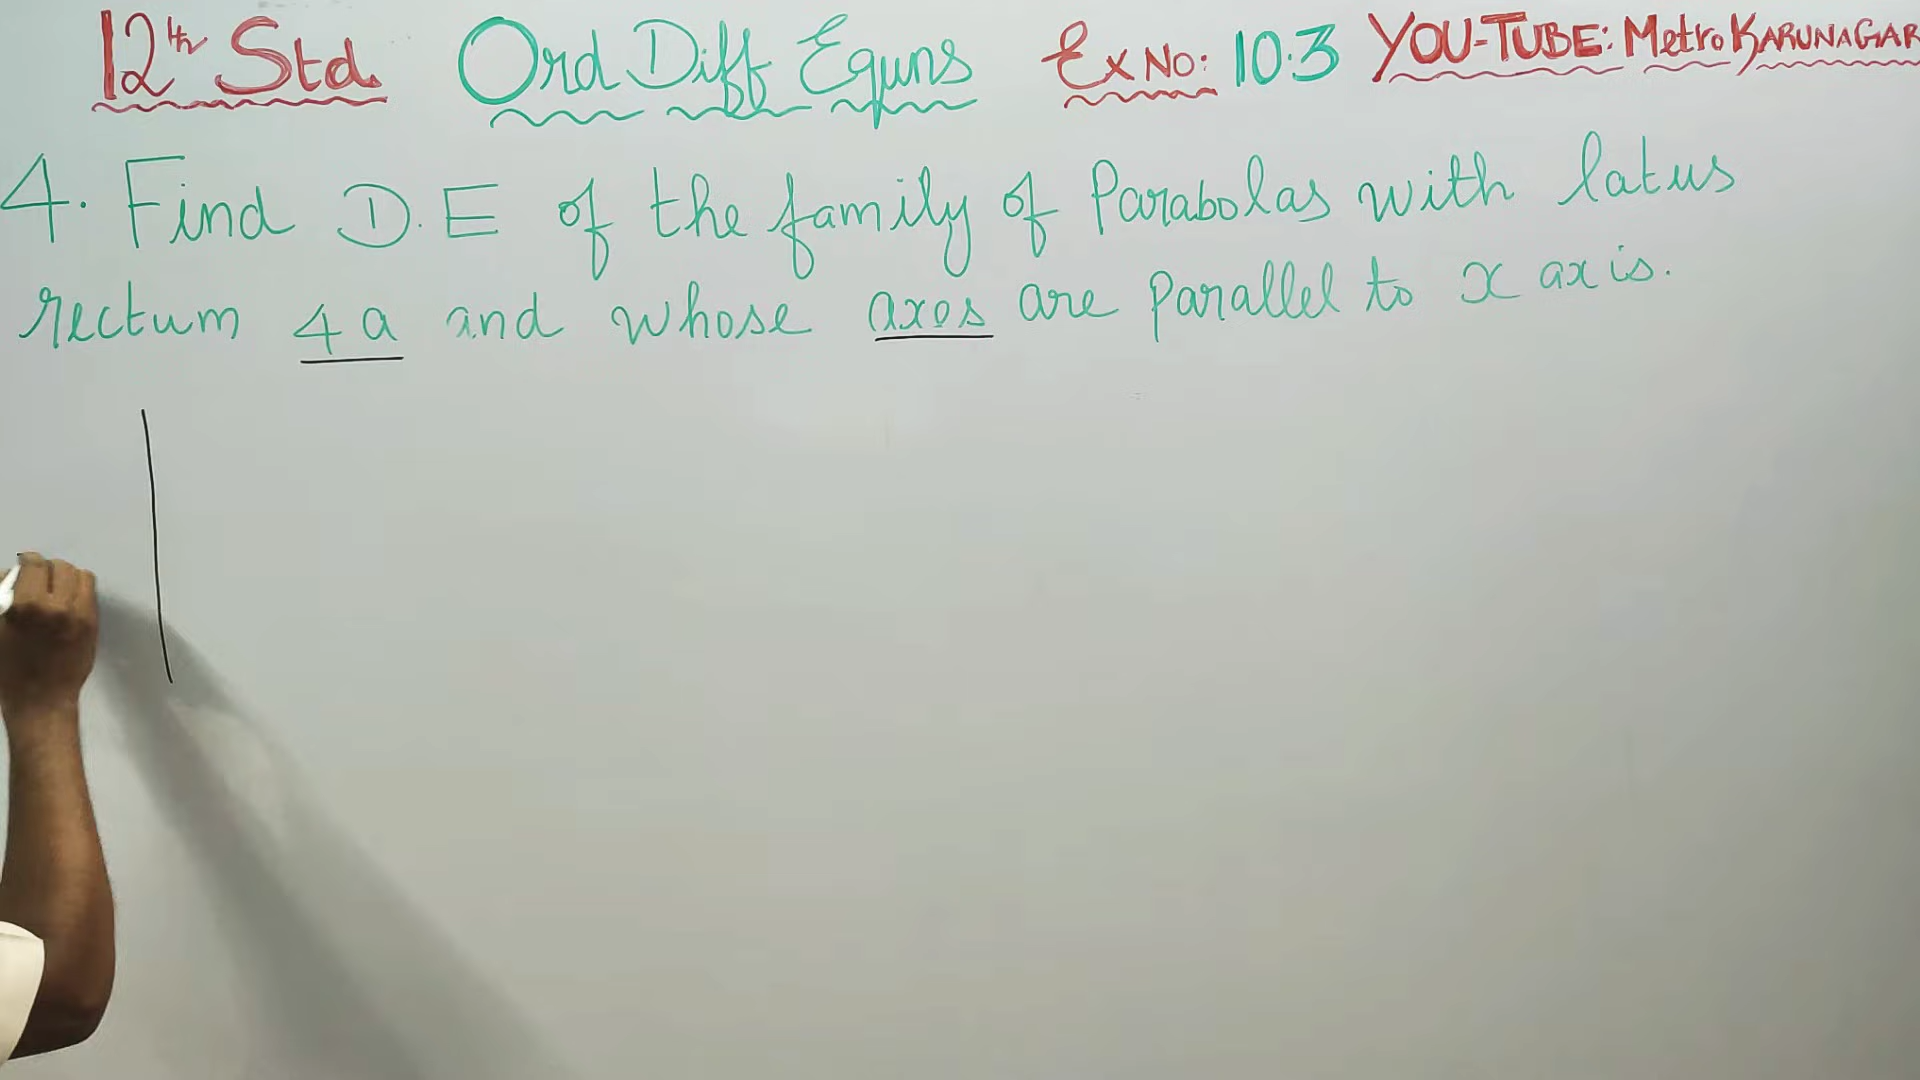 12th Std Ord Diff Equns Ex No: 10.3 YOU-TUBE: Metro KARUNAGAR
4. Find D.E of the family of Parabolas with latus
rectum 4a and whose axes are parallel to x axis.